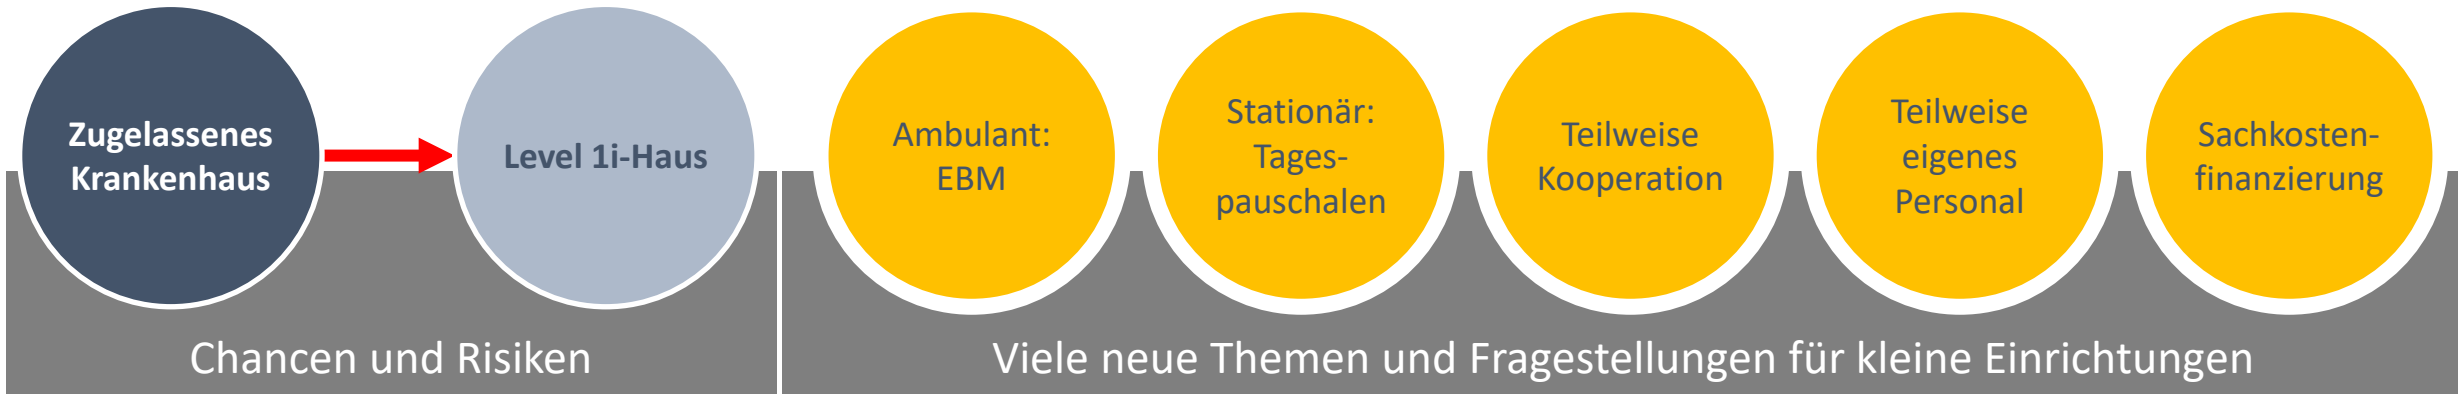 Zugelassenes
Krankenhaus
Level 1i-Haus
Chancen und Risiken
Ambulant:
EBM
Stationär:
Tages-
pauschalen
Teilweise
Kooperation
Teilweise
eigenes
Personal
Sachkosten-
finanzierung
Viele neue Themen und Fragestellungen für kleine Einrichtungen